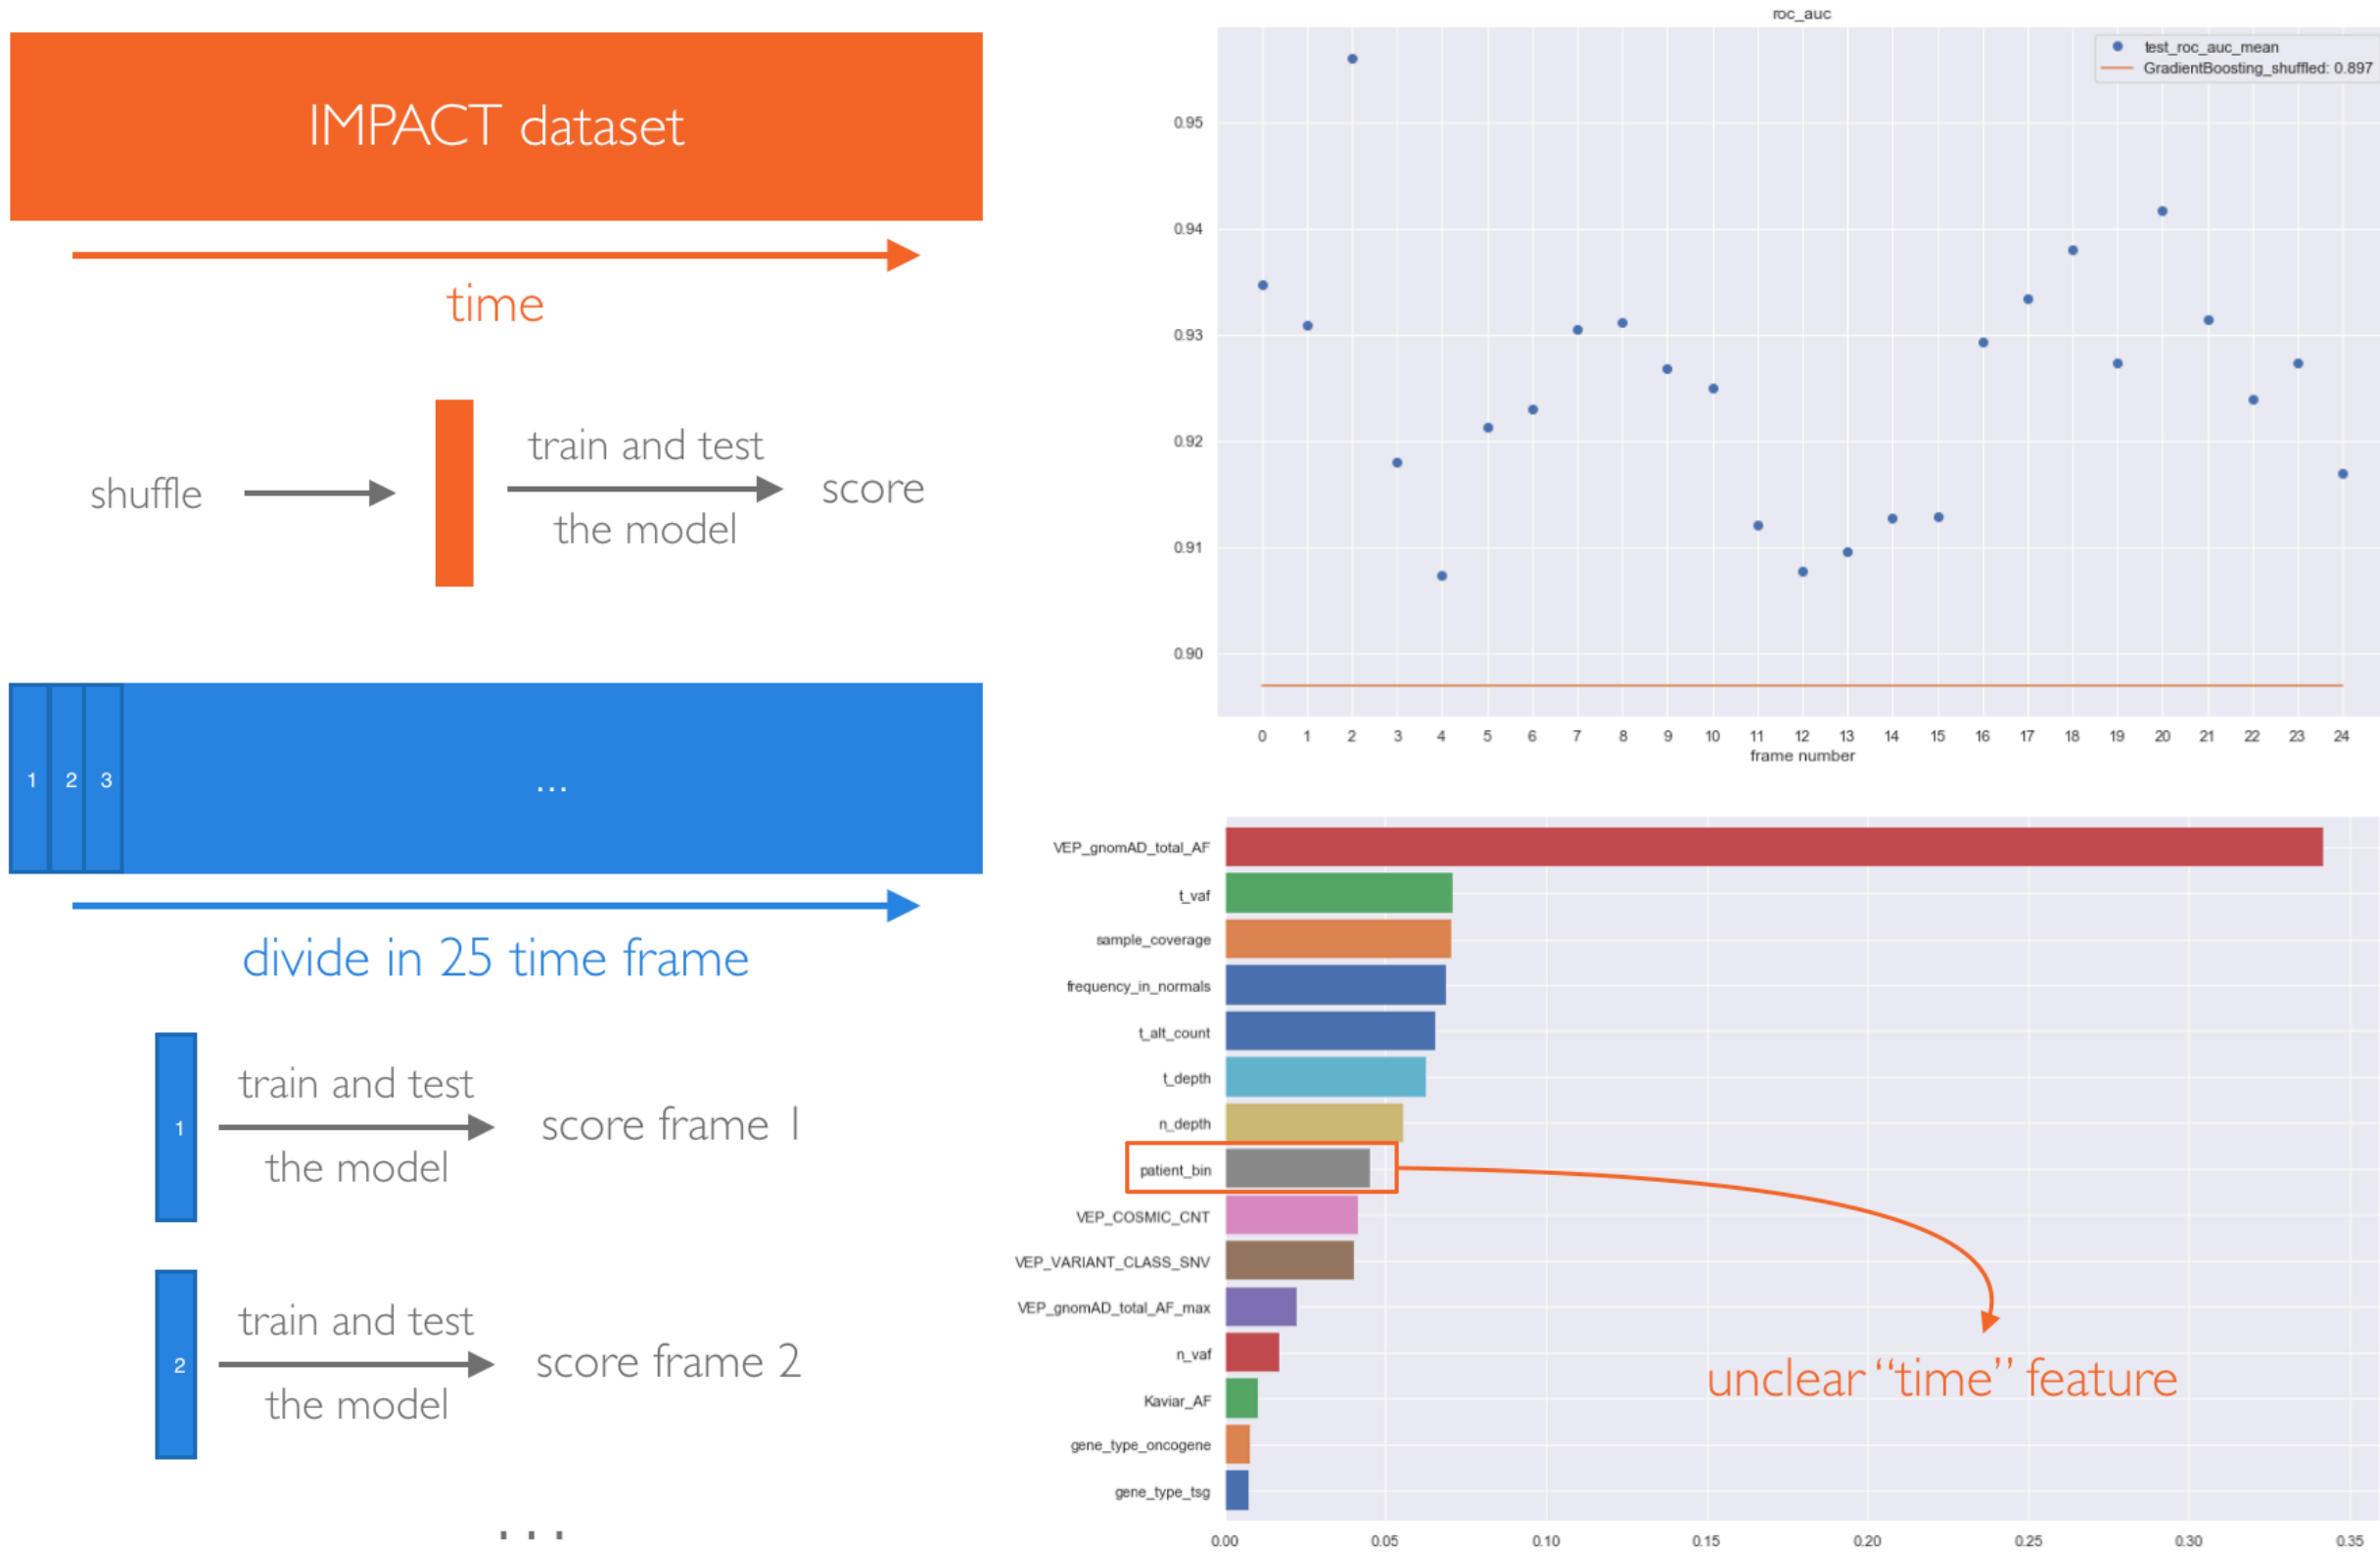 IMPACT dataset
time
shuffle
train and test
the model
score
1
2
3
...
divide in 25 time frame
1
train and test
the model
score frame 1
2
train and test
the model
score frame 2
...
roc_auc
test_roc_auc_mean
GradientBoosting_shuffled: 0.897
0.95
0.94
0.93
0.92
0.91
0.90
0 1 2 3 4 5 6 7 8 9 10 11 12 13 14 15 16 17 18 19 20 21 22 23 24
frame number
VEP_gnomAD_total_AF
t_vaf
sample_coverage
frequency_in_normals
t_alt_count
t_depth
n_depth
patient_bin
VEP_COSMIC_CNT
VEP_VARIANT_CLASS_SNV
VEP_gnomAD_total_AF_max
n_vaf
Kaviar_AF
gene_type_oncogene
gene_type_tsg
unclear “time” feature
0.00 0.05 0.10 0.15 0.20 0.25 0.30 0.35